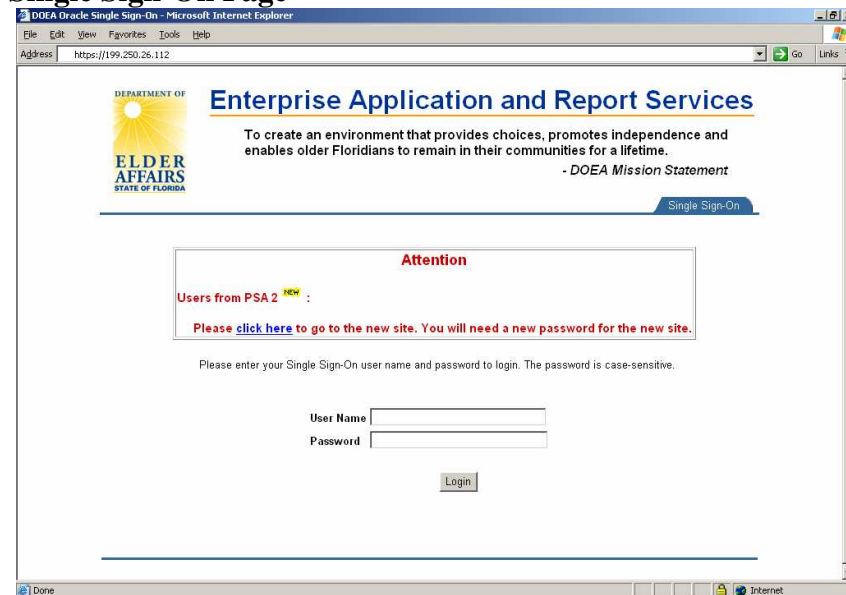 Single Sign-On Page
DOEA Oracle Single Sign-On - Microsoft Internet Explorer
File Edit View Favorites Tools Help
Address https://199.250.26.112 Go Links
DEPARTMENT OF
ELDER
AFFAIRS
STATE OF FLORIDA
Enterprise Application and Report Services
To create an environment that provides choices, promotes independence and
enables older Floridians to remain in their communities for a lifetime.
- DOEA Mission Statement
Single Sign-On
Attention
Users from PSA 2 NEW :
Please click here to go to the new site. You will need a new password for the new site.
Please enter your Single Sign-On user name and password to login. The password is case-sensitive.
User Name
Password
Login
Done Internet